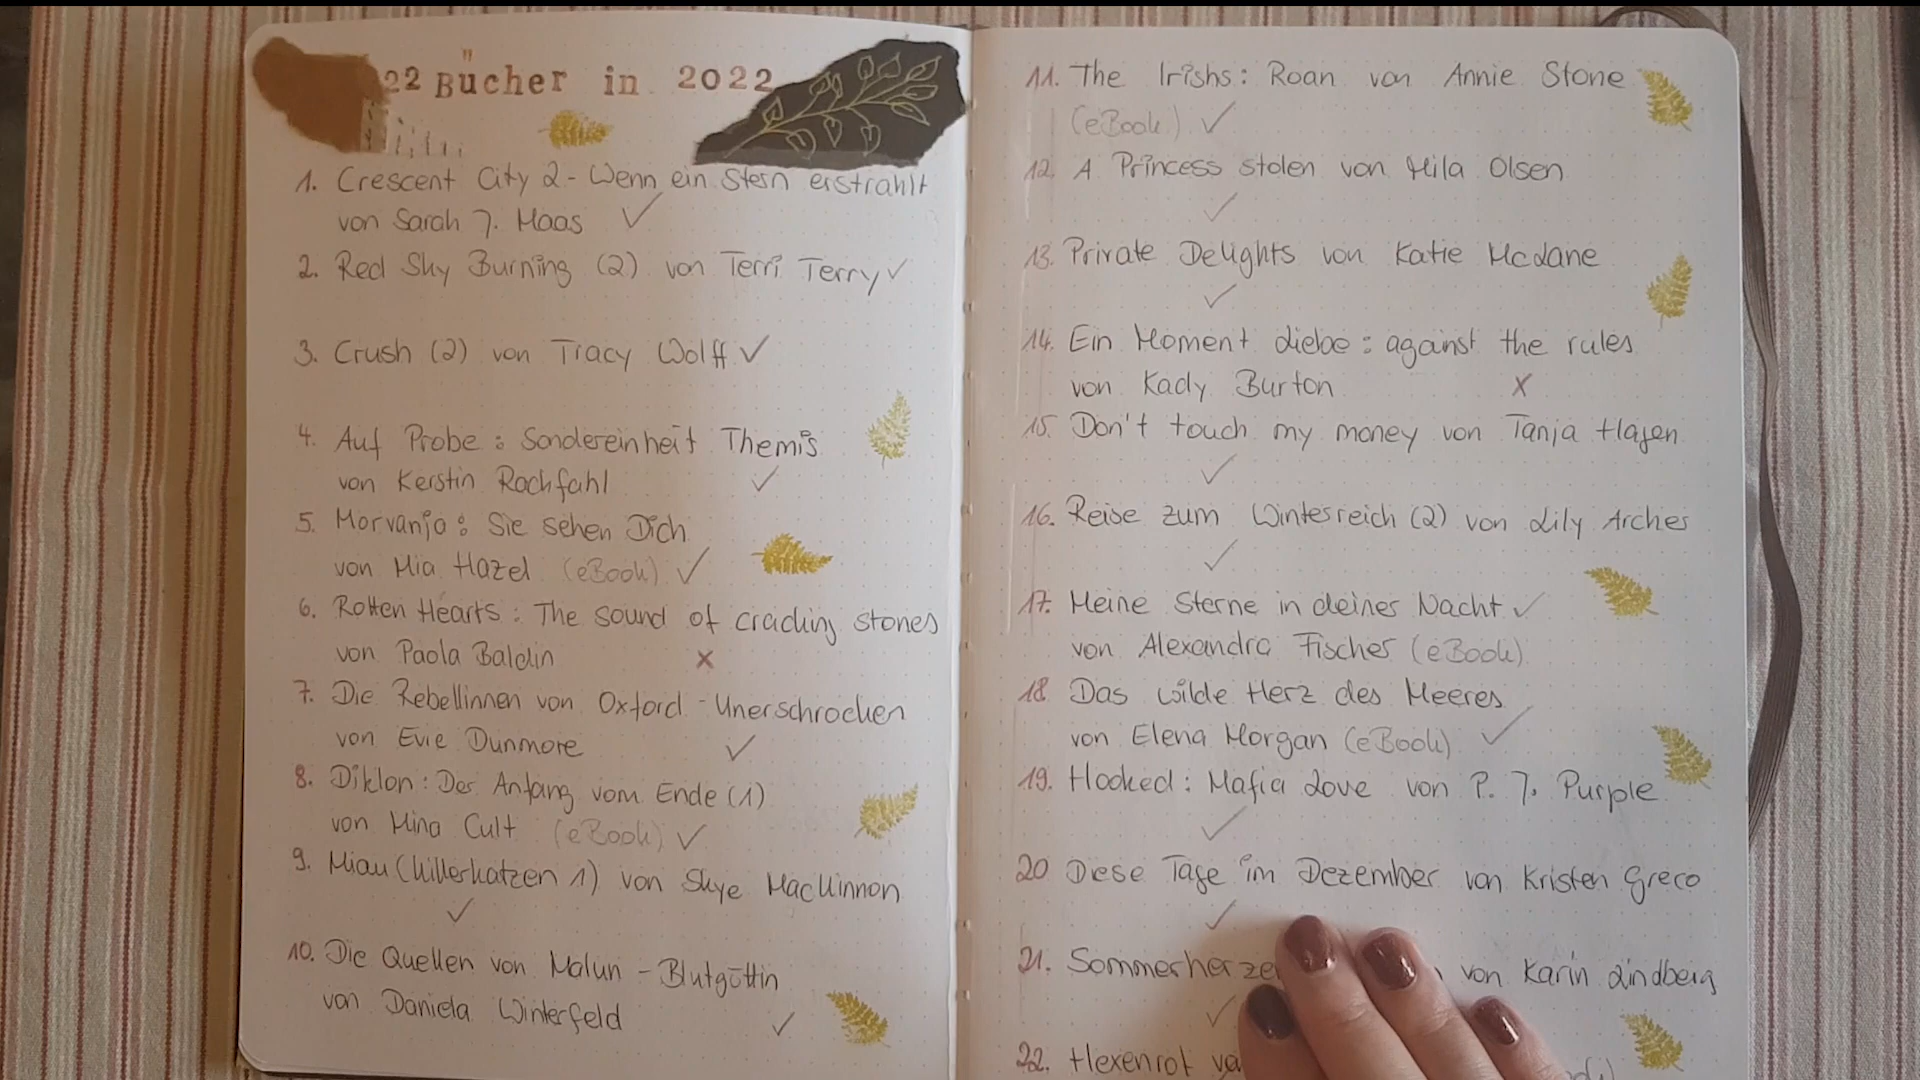 22 Bücher in 2022
1. Crescent City 2 - Wenn ein Stern erstrahlt
von Sarah J. Maas ✓
2. Red Sky Burning (2) von Terri Terry ✓
3. Crush (2) von Tracy Wolff ✓
4. Auf Probe: Sondereinheit Themis
von Kerstin Rachfahl ✓
5. Morvanjo: Sie sehen Dich
von Mia Hazel (eBook) ✓
6. Rotten Hearts: The sound of cracking stones
von Paola Baldin x
7. Die Rebellinnen von Oxford - Unerschrocken
von Evie Dunmore ✓
8. Diklon: Der Anfang vom Ende (1)
von Mina Cult (eBook) ✓
9. Miau (Killerkatzen 1) von Skye MacKinnon
✓
10. Die Quellen von Malun - Blutgöttin
von Daniela Winterfeld ✓
11. The Irishs: Roan von Annie Stone
(eBook) ✓
12. A Princess stolen von Mila Olsen
✓
13. Private Delights von Katie McLane
✓
14. Ein Moment Liebe: against the rules
von Kady Burton x
15. Don't touch my money von Tanja Hagen
✓
16. Reise zum Winterreich (2) von Lily Archer
✓
17. Meine Sterne in deiner Nacht ✓
von Alexandra Fischer (eBook)
18. Das wilde Herz des Meeres
von Elena Morgan (eBook) ✓
19. Hooked: Mafia Love von P. J. Purple
✓
20 Diese Tage im Dezember von Kristen Greco
✓
21. von Karin Lindberg
✓
22. Hexenrot